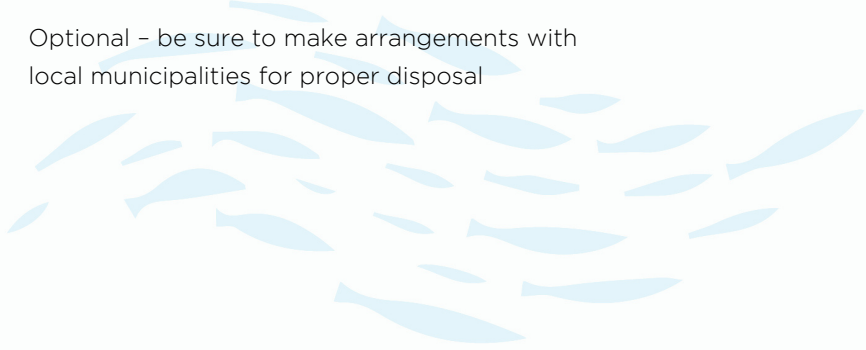 Optional – be sure to make arrangements with
local municipalities for proper disposal